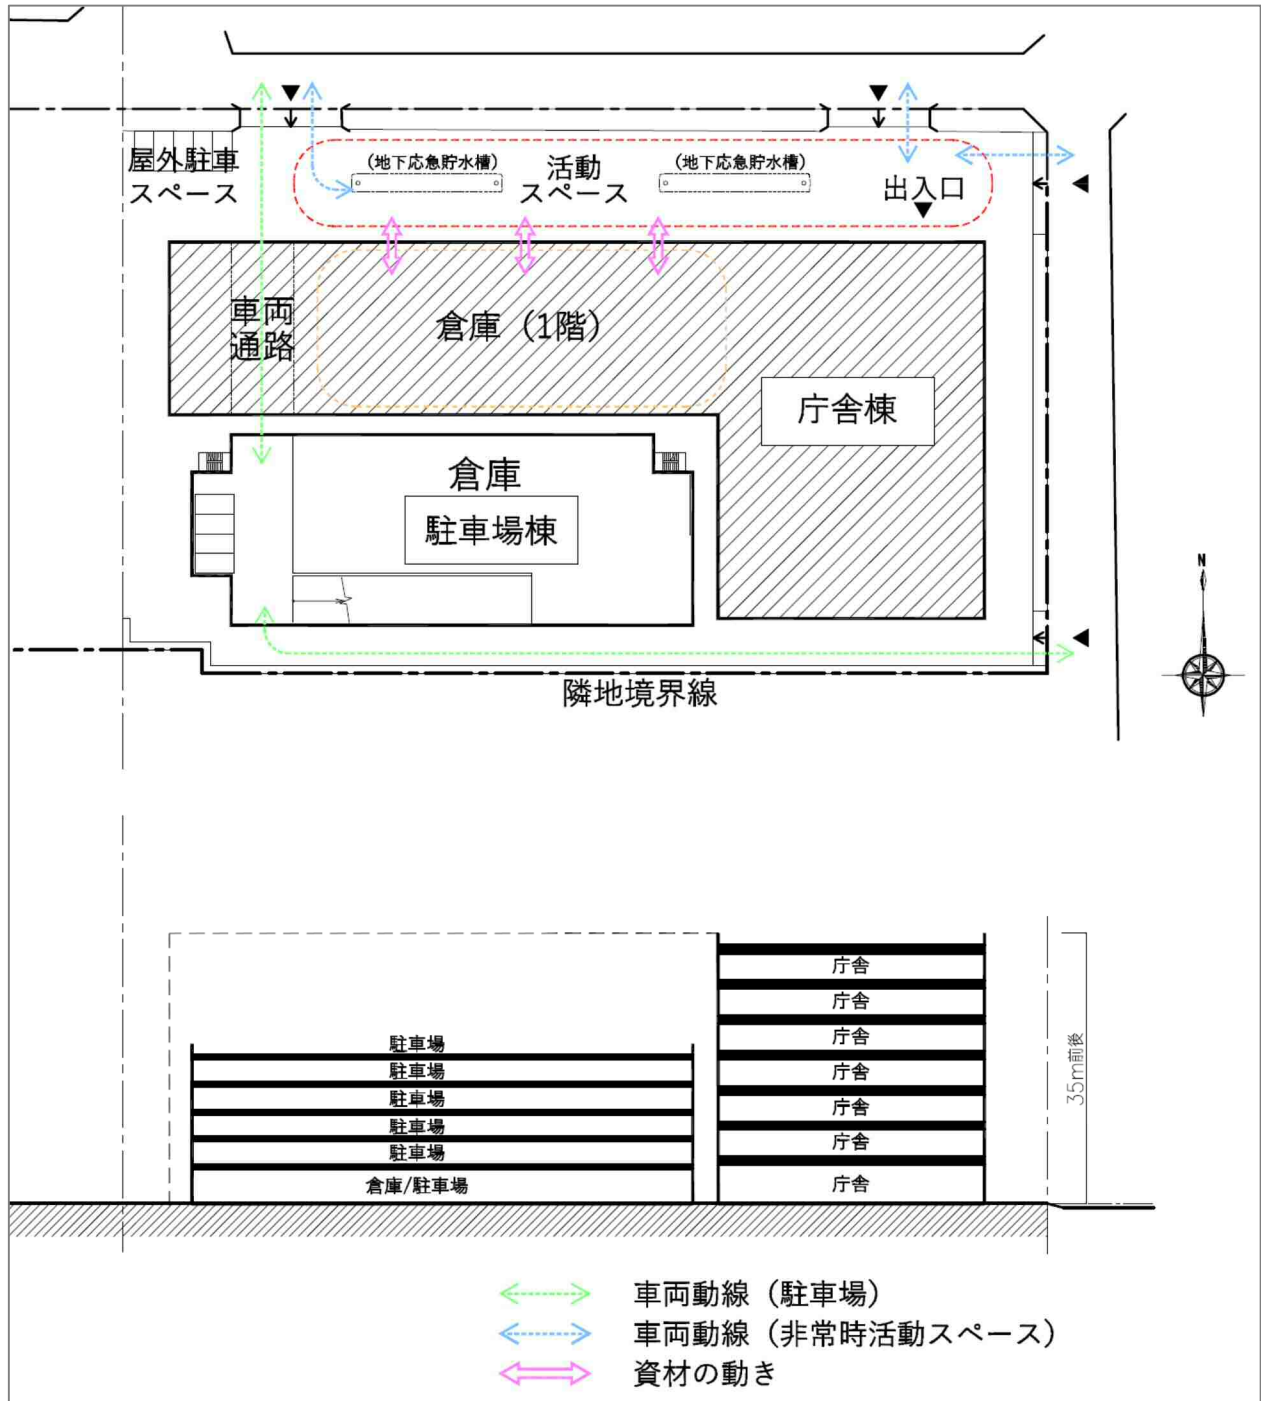 屋外駐車
スペース
(地下応急貯水槽)
活動
スペース
(地下応急貯水槽)
出入口
車両
通路
倉庫(1階)
庁舎棟
倉庫
駐車場棟
N
隣地境界線
庁舎
庁舎
庁舎
庁舎
庁舎
庁舎
庁舎
35m前後
駐車場
駐車場
駐車場
駐車場
駐車場
倉庫/駐車場
車両動線(駐車場)
車両動線(非常時活動スペース)
資材の動き